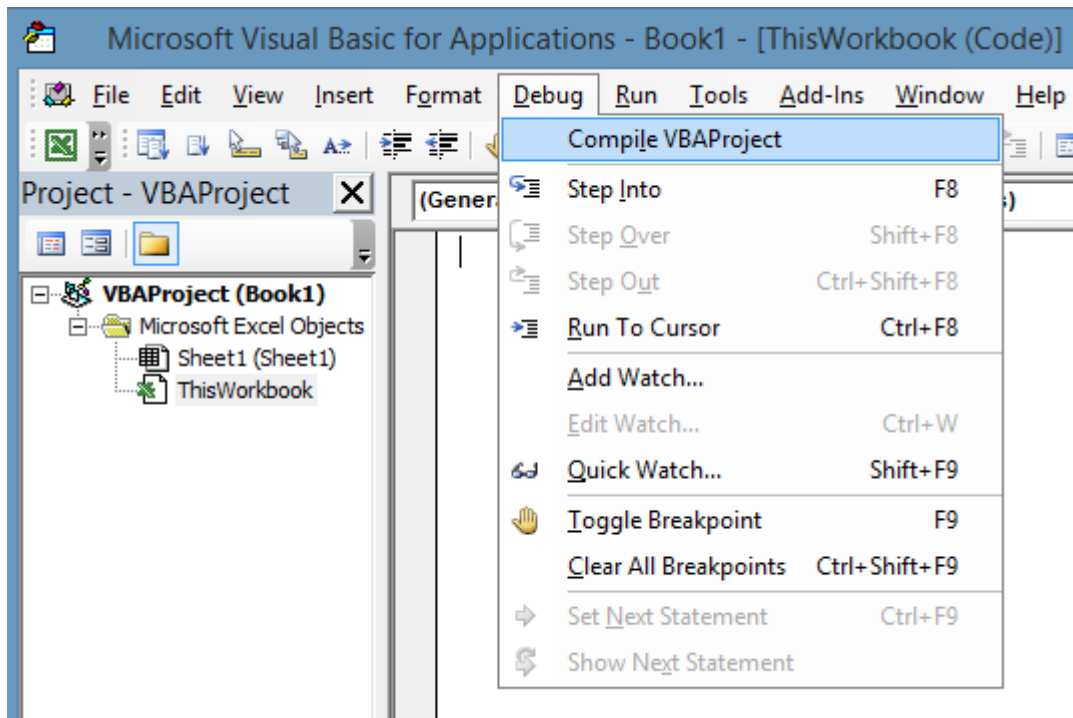 Microsoft Visual Basic for Applications - Book1 - [ThisWorkbook (Code)]
File Edit View Insert Format Debug Run Tools Add-Ins Window Help
Project - VBAProject
VBAProject (Book1)
Microsoft Excel Objects
Sheet1 (Sheet1)
ThisWorkbook
Compile VBAProject
Step Into F8
Step Over Shift+F8
Step Out Ctrl+Shift+F8
Run To Cursor Ctrl+F8
Add Watch...
Edit Watch... Ctrl+W
Quick Watch... Shift+F9
Toggle Breakpoint F9
Clear All Breakpoints Ctrl+Shift+F9
Set Next Statement Ctrl+F9
Show Next Statement